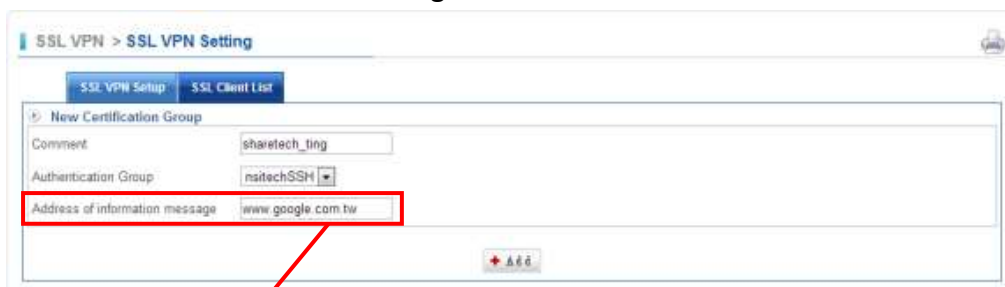 SSL VPN > SSL VPN Setting
SSL VPN Setup SSL Client List
New Certification Group
Comment sharetech_ting
Authentication Group nsitechSSH
Address of information message www.google.com.tw
Add